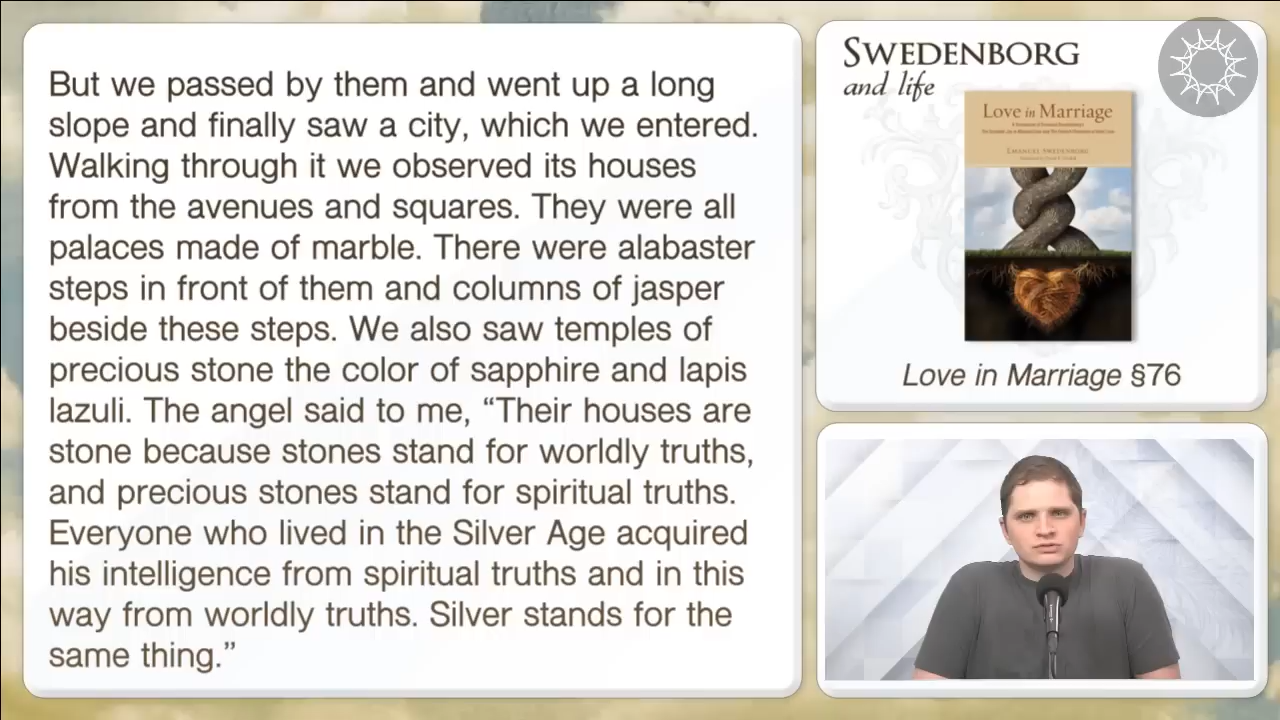 But we passed by them and went up a long
slope and finally saw a city, which we entered.
Walking through it we observed its houses
from the avenues and squares. They were all
palaces made of marble. There were alabaster
steps in front of them and columns of jasper
beside these steps. We also saw temples of
precious stone the color of sapphire and lapis
lazuli. The angel said to me, “Their houses are
stone because stones stand for worldly truths,
and precious stones stand for spiritual truths.
Everyone who lived in the Silver Age acquired
his intelligence from spiritual truths and in this
way from worldly truths. Silver stands for the
same thing.”
SWEDENBORG
and life
Love in Marriage
EMANUEL SWEDENBORG
Love in Marriage §76